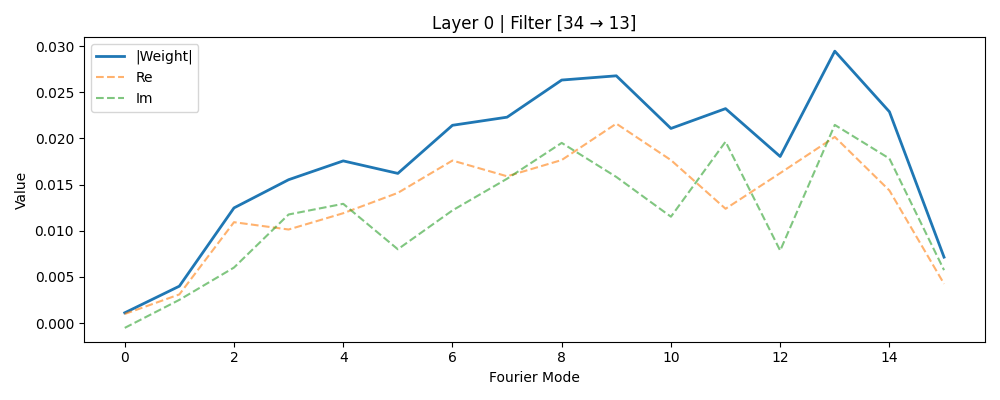 Layer 0 | Filter [34 → 13]
|Weight|
Re
Im
0.030
0.025
0.020
0.015
0.010
0.005
0.000
Value
0 2 4 6 8 10 12 14
Fourier Mode